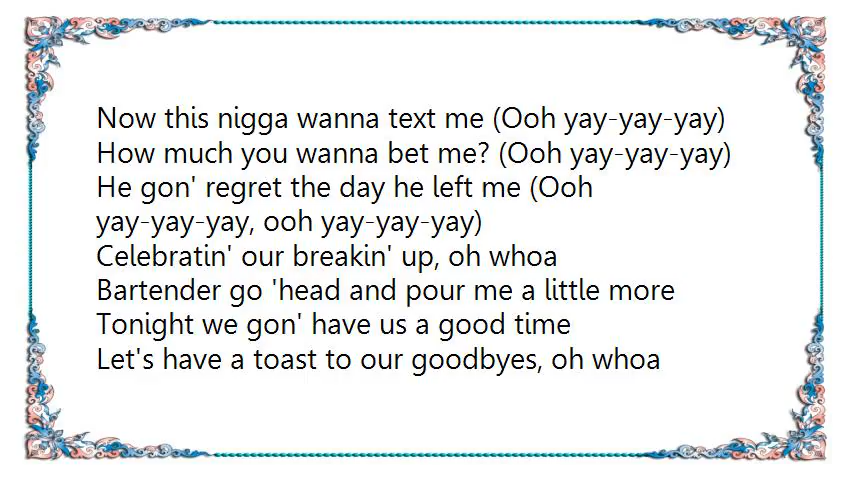 Now this nigga wanna text me (Ooh yay-yay-yay)
How much you wanna bet me? (Ooh yay-yay-yay)
He gon' regret the day he left me (Ooh
yay-yay-yay, ooh yay-yay-yay)
Celebratin' our breakin' up, oh whoa
Bartender go 'head and pour me a little more
Tonight we gon' have us a good time
Let's have a toast to our goodbyes, oh whoa